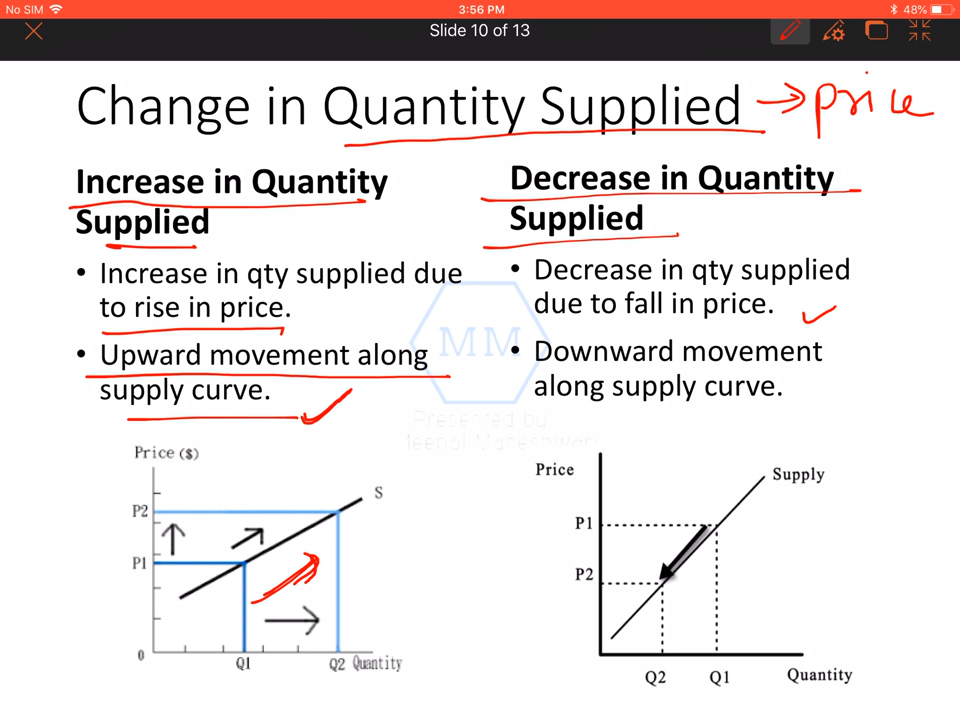 No SIM 3:56 PM 48%
Slide 10 of 13
Change in Quantity Supplied → price
Increase in Quantity
Supplied
• Increase in qty supplied due
to rise in price.
• Upward movement along
supply curve.
Decrease in Quantity
Supplied
• Decrease in qty supplied
due to fall in price.
• Downward movement
along supply curve.
MM
Presented by
Price ($)
S
P2
P1
0
Q1
Q2 Quantity
Price
Supply
P1
P2
Q2
Q1
Quantity